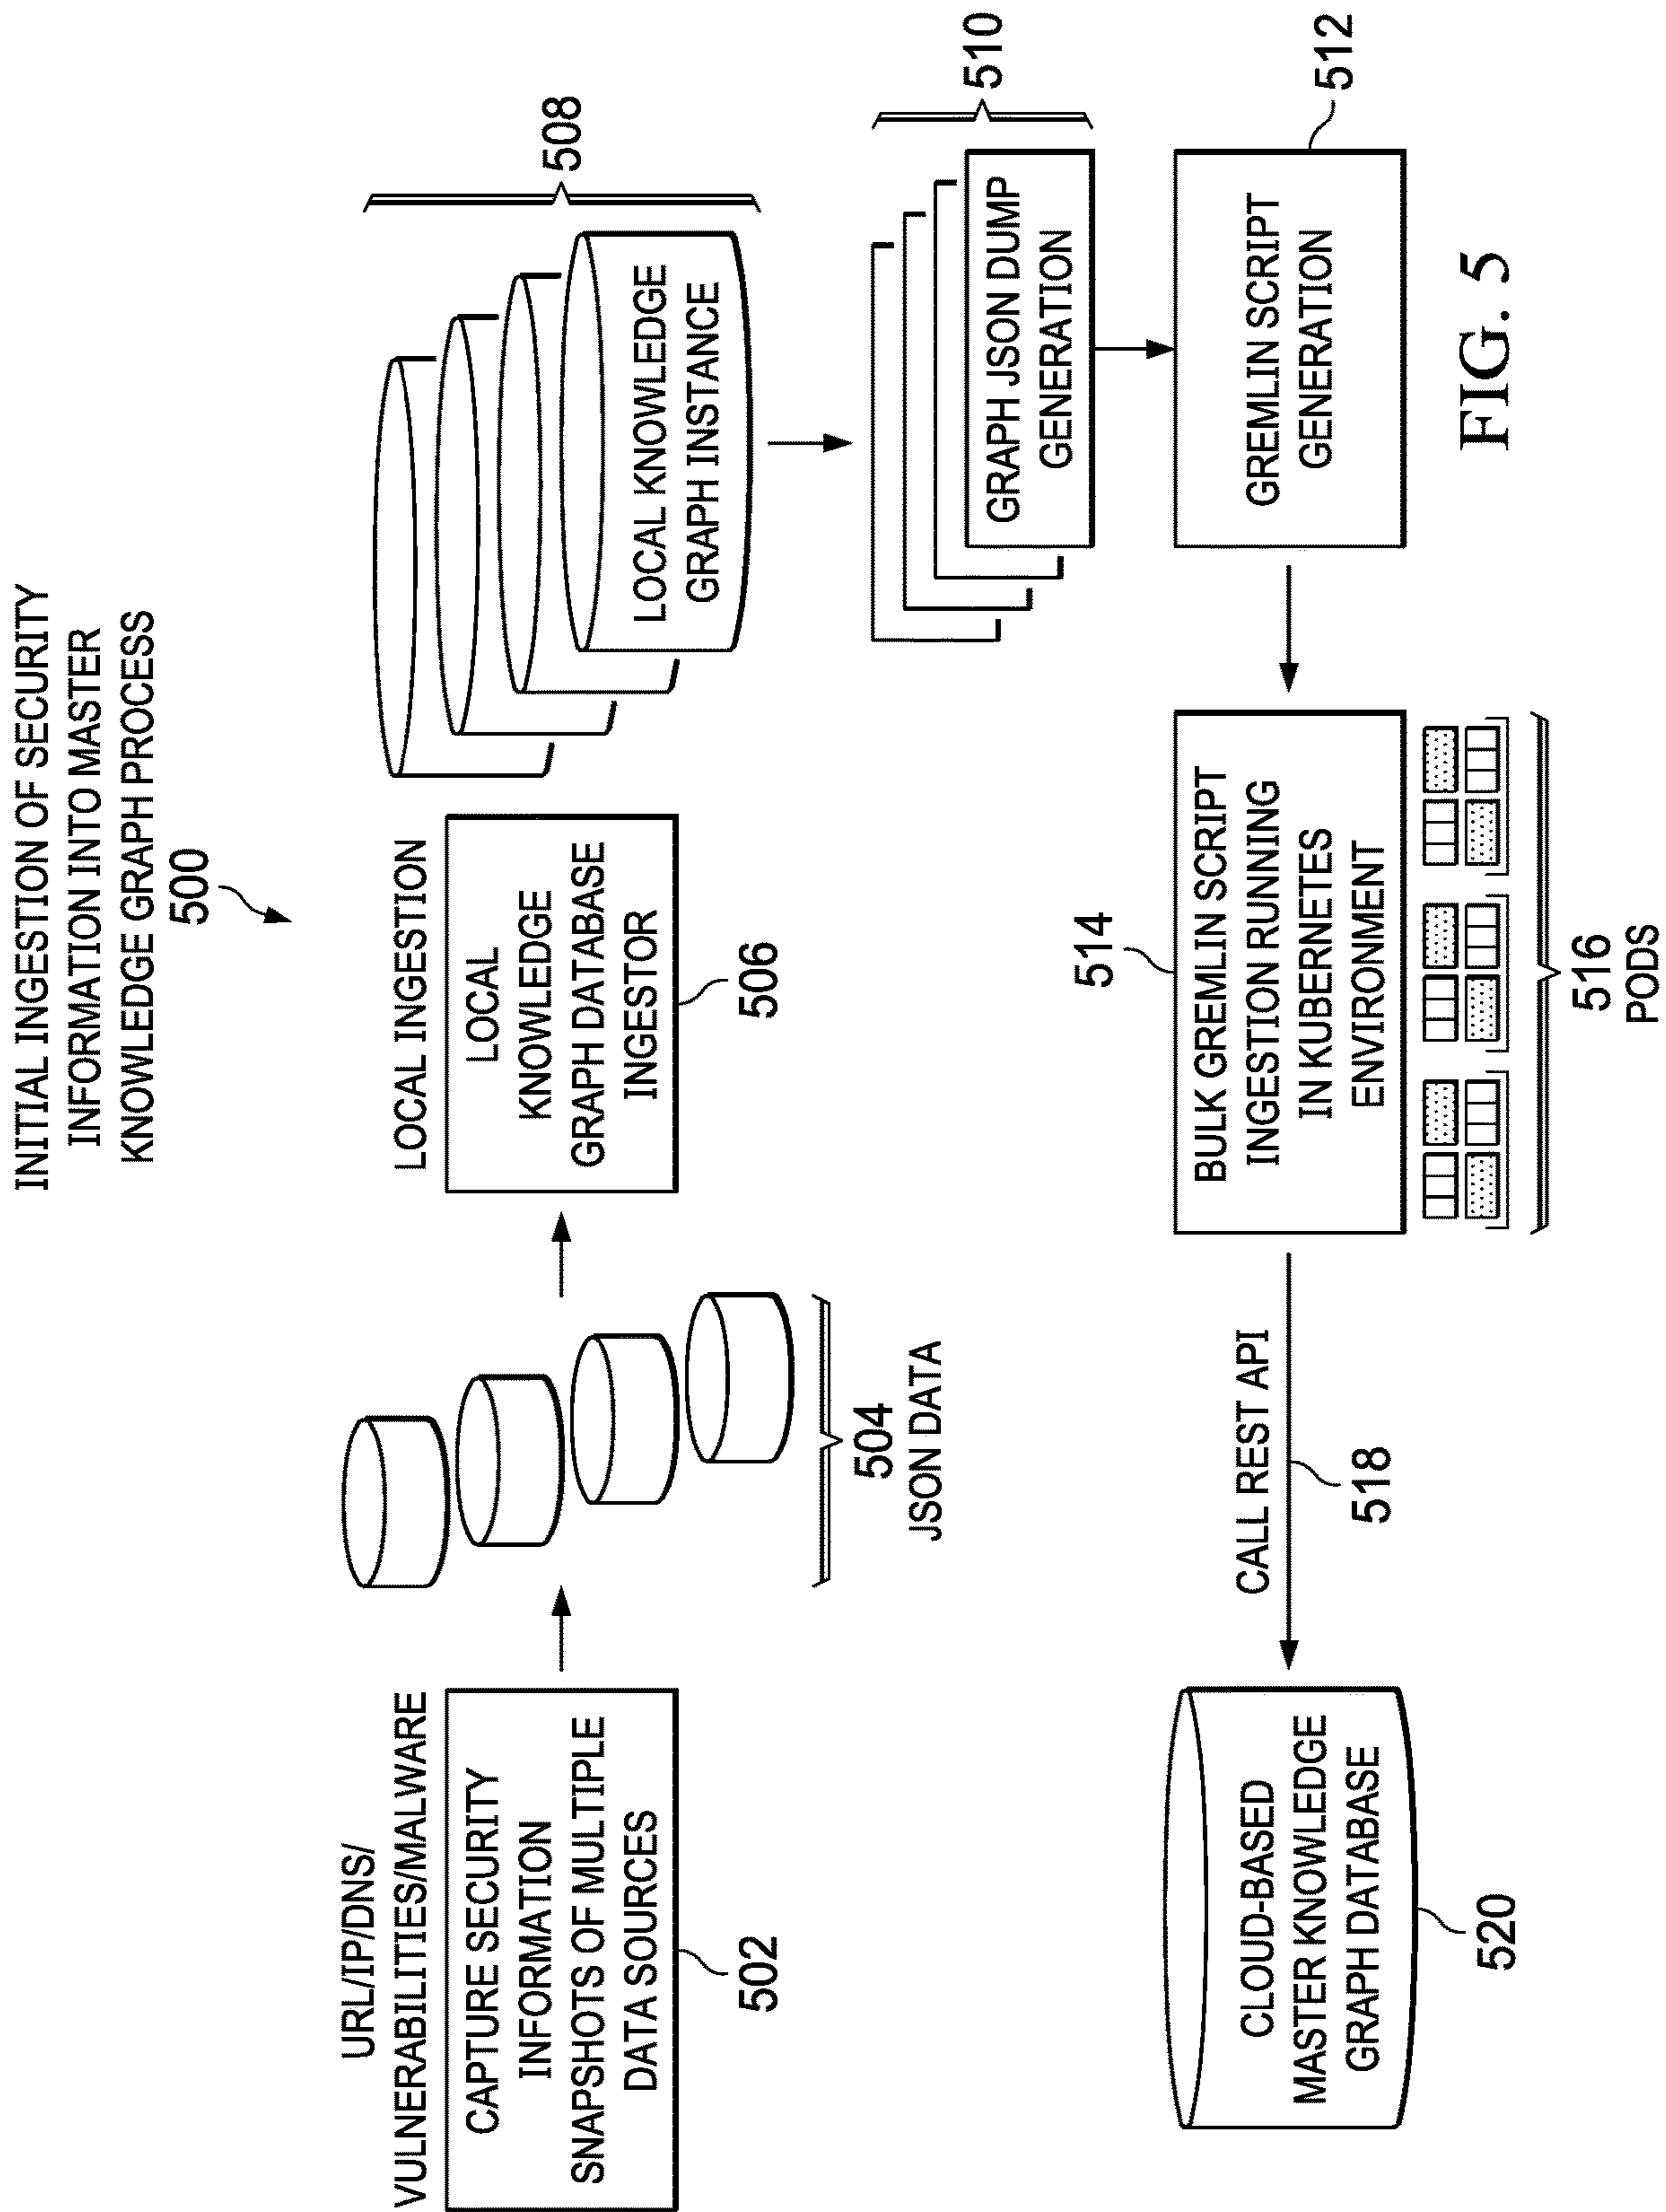 INITIAL INGESTION OF SECURITY
INFORMATION INTO MASTER
KNOWLEDGE GRAPH PROCESS
500
URL/IP/DNS/
VULNERABILITIES/MALWARE
CAPTURE SECURITY
INFORMATION
SNAPSHOTS OF MULTIPLE
DATA SOURCES
502
504
JSON DATA
LOCAL INGESTION
LOCAL
KNOWLEDGE
GRAPH DATABASE
INGESTOR
506
LOCAL KNOWLEDGE
GRAPH INSTANCE
508
GRAPH JSON DUMP
GENERATION
510
GREMLIN SCRIPT
GENERATION
512
514
BULK GREMLIN SCRIPT
INGESTION RUNNING
IN KUBERNETES
ENVIRONMENT
516
PODS
CALL REST API
518
CLOUD-BASED
MASTER KNOWLEDGE
GRAPH DATABASE
520
FIG. 5